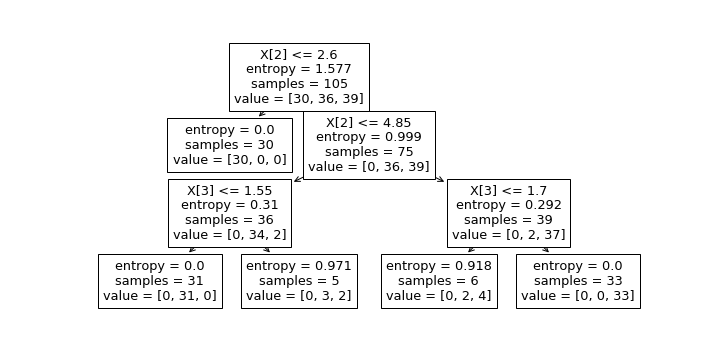 X[2] <= 2.6
entropy = 1.577
samples = 105
value = [30, 36, 39]
entropy = 0.0
samples = 30
value = [30, 0, 0]
X[2] <= 4.85
entropy = 0.999
samples = 75
value = [0, 36, 39]
X[3] <= 1.55
entropy = 0.31
samples = 36
value = [0, 34, 2]
X[3] <= 1.7
entropy = 0.292
samples = 39
value = [0, 2, 37]
entropy = 0.0
samples = 31
value = [0, 31, 0]
entropy = 0.971
samples = 5
value = [0, 3, 2]
entropy = 0.918
samples = 6
value = [0, 2, 4]
entropy = 0.0
samples = 33
value = [0, 0, 33]